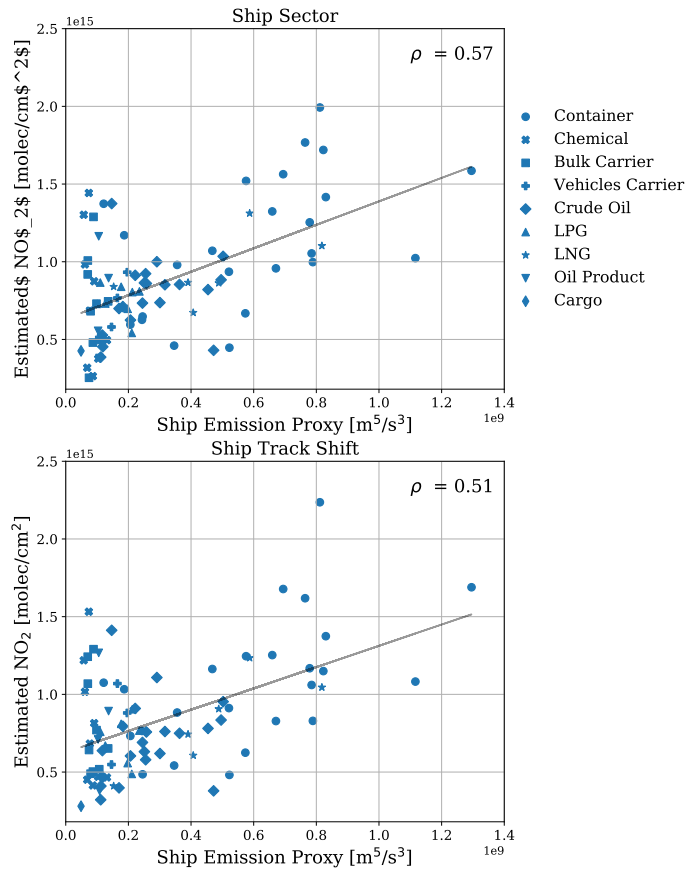 Ship Sector
1e15
ρ = 0.57
2.5
2.0
1.5
1.0
0.5
Estimated$ NO$_2$ [molec/cm$^2$]
0.0 0.2 0.4 0.6 0.8 1.0 1.2 1.4
1e9
Ship Emission Proxy [m⁵/s³]
Container
Chemical
Bulk Carrier
Vehicles Carrier
Crude Oil
LPG
LNG
Oil Product
Cargo
Ship Track Shift
1e15
ρ = 0.51
2.5
2.0
1.5
1.0
0.5
Estimated NO₂ [molec/cm²]
0.0 0.2 0.4 0.6 0.8 1.0 1.2 1.4
1e9
Ship Emission Proxy [m⁵/s³]